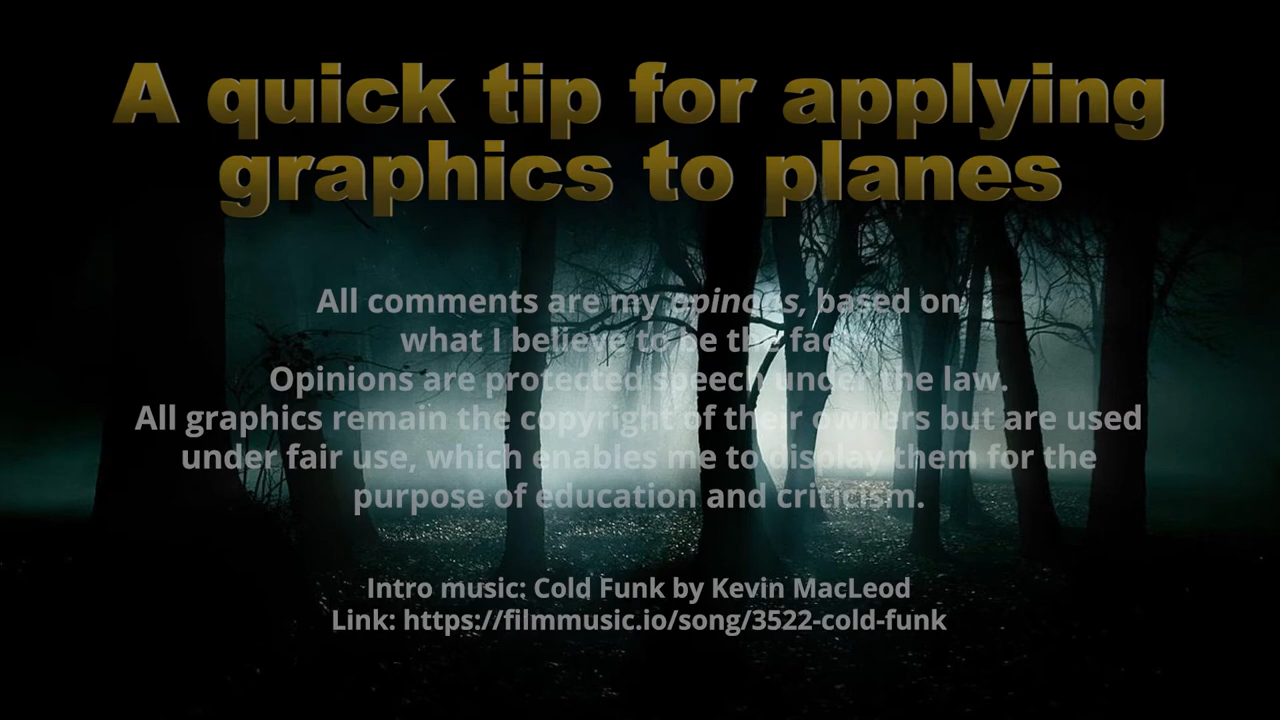 A quick tip for applying
graphics to planes
All comments are my opinons, based on
what I believe to be the facts.
Opinions are protected speech under the law.
All graphics remain the copyright of their owners but are used
under fair use, which enables me to display them for the
purpose of education and criticism.
Intro music: Cold Funk by Kevin MacLeod
Link: https://filmmusic.io/song/3522-cold-funk